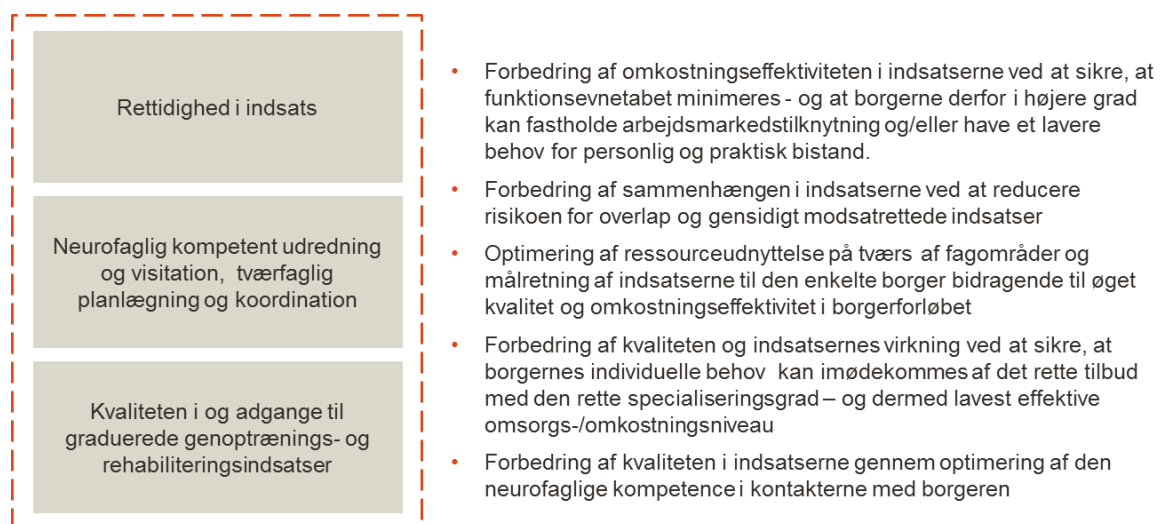 Rettidighed i indsats
Neurofaglig kompetent udredning
og visitation, tværfaglig
planlægning og koordination
Kvaliteten i og adgange til
graduerede genoptrænings- og
rehabiliteringsindsatser
• Forbedring af omkostningseffektiviteten i indsatserne ved at sikre, at
funktionsevnetabet minimeres - og at borgerne derfor i højere grad
kan fastholde arbejdsmarkedstilknytning og/eller have et lavere
behov for personlig og praktisk bistand.
• Forbedring af sammenhængen i indsatserne ved at reducere
risikoen for overlap og gensidigt modsatrettede indsatser
• Optimering af ressourceudnyttelse på tværs af fagområder og
målretning af indsatserne til den enkelte borger bidragende til øget
kvalitet og omkostningseffektivitet i borgerforløbet
• Forbedring af kvaliteten og indsatsernes virkning ved at sikre, at
borgernes individuelle behov kan imødekommes af det rette tilbud
med den rette specialiseringsgrad – og dermed lavest effektive
omsorgs-/omkostningsniveau
• Forbedring af kvaliteten i indsatserne gennem optimering af den
neurofaglige kompetence i kontakterne med borgeren